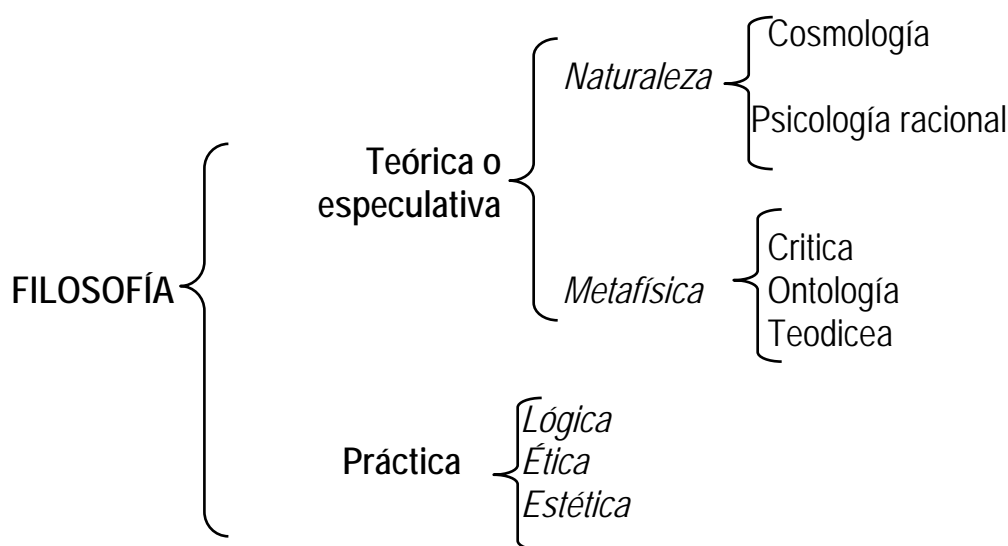 FILOSOFÍA
Teórica o
especulativa
Naturaleza
Cosmología
Psicología racional
Metafísica
Critica
Ontología
Teodicea
Práctica
Lógica
Ética
Estética